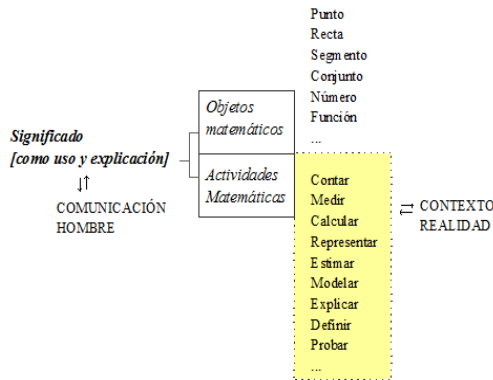 Punto
Recta
Segmento
Conjunto
Número
Función
...
Objetos
matemáticos
Significado
[como uso y explicación]
Actividades
Matemáticas
COMUNICACIÓN
HOMBRE
Contar
Medir
Calcular
Representar
Estimar
Modelar
Explicar
Definir
Probar
...
CONTEXTO
REALIDAD